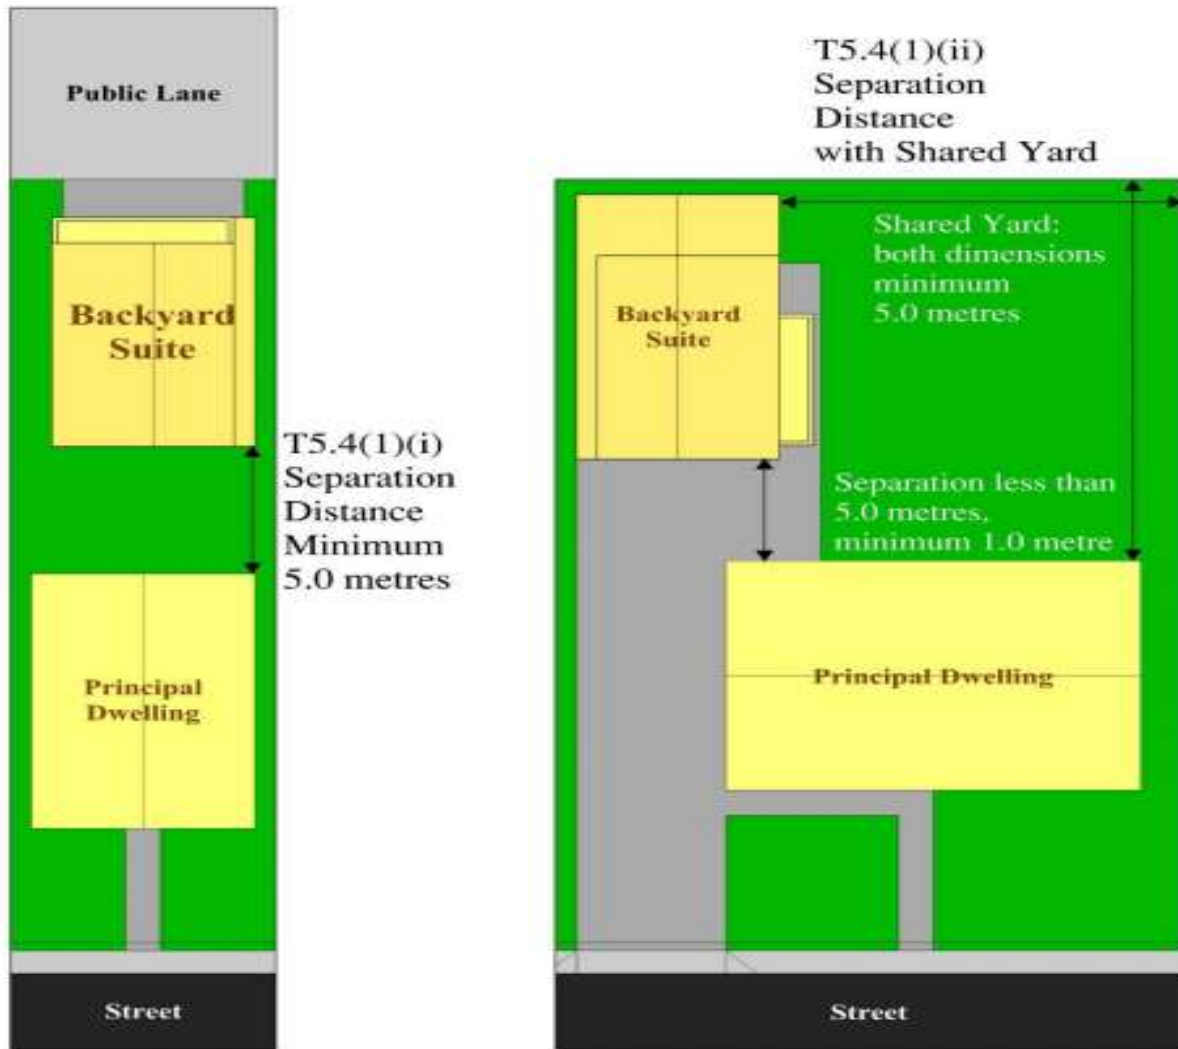 Public Lane
Backyard
Suite
T5.4(1)(i)
Separation
Distance
Minimum
5.0 metres
Principal
Dwelling
Street
T5.4(1)(ii)
Separation
Distance
with Shared Yard
Shared Yard:
both dimensions
minimum
5.0 metres
Backyard
Suite
Separation less than
5.0 metres,
minimum 1.0 metre
Principal Dwelling
Street